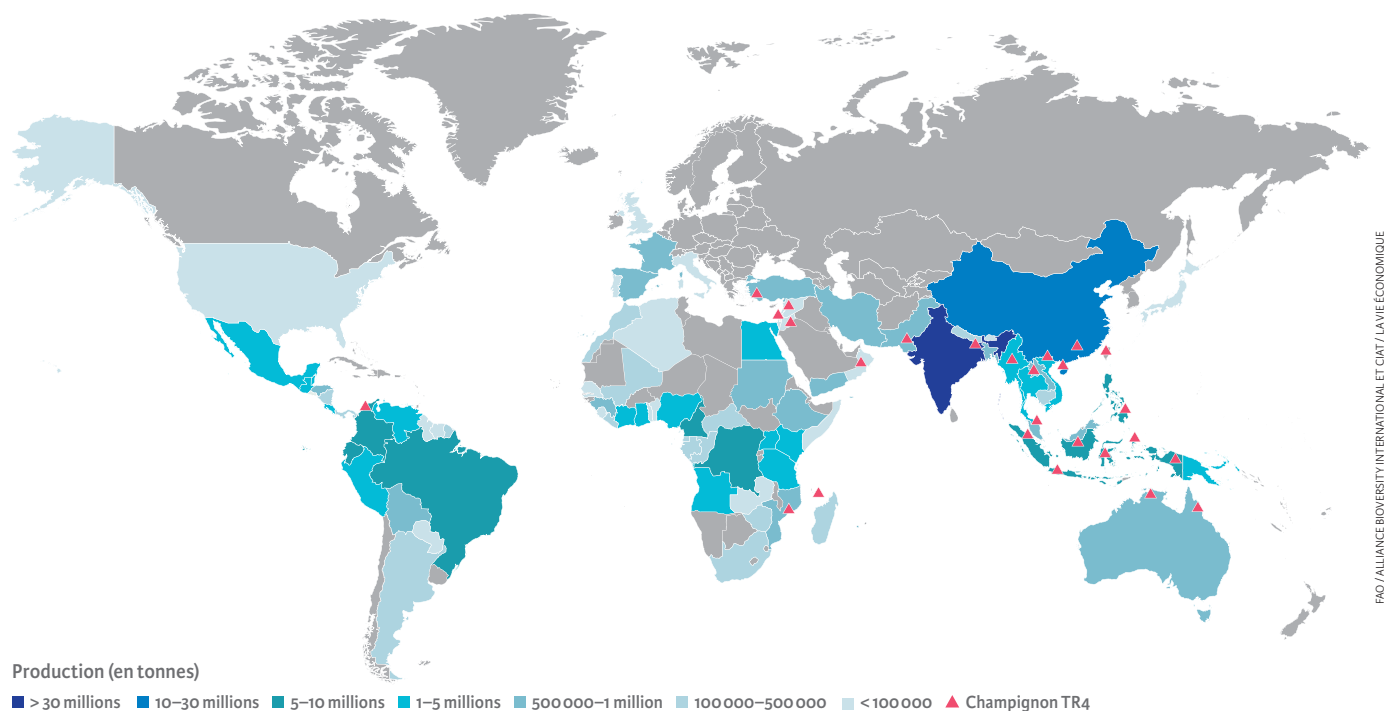 FAO / ALLIANCE BIOVERSITY INTERNATIONAL ET CIAT / LA VIE ÉCONOMIQUE
Production (en tonnes)
> 30 millions 10–30 millions 5–10 millions 1–5 millions 500 000–1 million 100 000–500 000 < 100 000 Champignon TR4